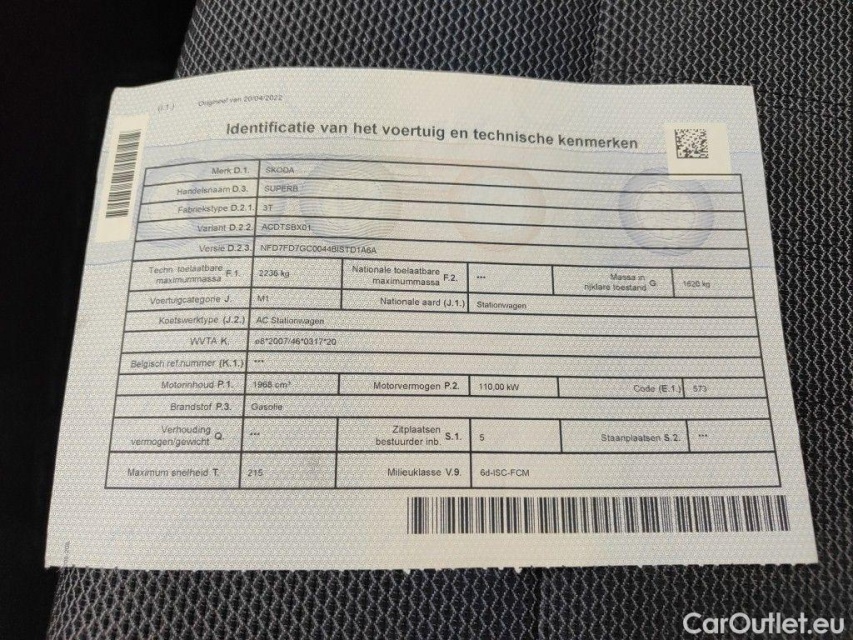 (I.T.) Origineel van 20/04/2022
Identificatie van het voertuig en technische kenmerken
Merk D.1. SKODA
Handelsnaam D.3. SUPERB
Fabriekstype D.2.1. 3T
Variant D.2.2. ACDTSBX01
Versie D.2.3. NFD7FD7GC0044BISTD1A6A
Techn. toelaatbare maximummassa F.1. 2236 kg Nationale toelaatbare maximummassa F.2. *** Massa in rijklare toestand G 1620 kg
Voertuigcategorie J. M1 Nationale aard (J.1.) Stationwagen
Koetswerktype (J.2.) AC Stationwagen
WVTA K. e8*2007/46*0317*20
Belgisch ref.nummer (K.1.) ***
Motorinhoud P.1. 1968 cm³ Motorvermogen P.2. 110,00 kW Code (E.1.) 573
Brandstof P.3. Gasolie
Verhouding vermogen/gewicht Q. *** Zitplaatsen bestuurder inb. S.1. 5 Staanplaatsen S.2. ***
Maximum snelheid T. 215 Milieuklasse V.9. 6d-ISC-FCM
CarOutlet.eu